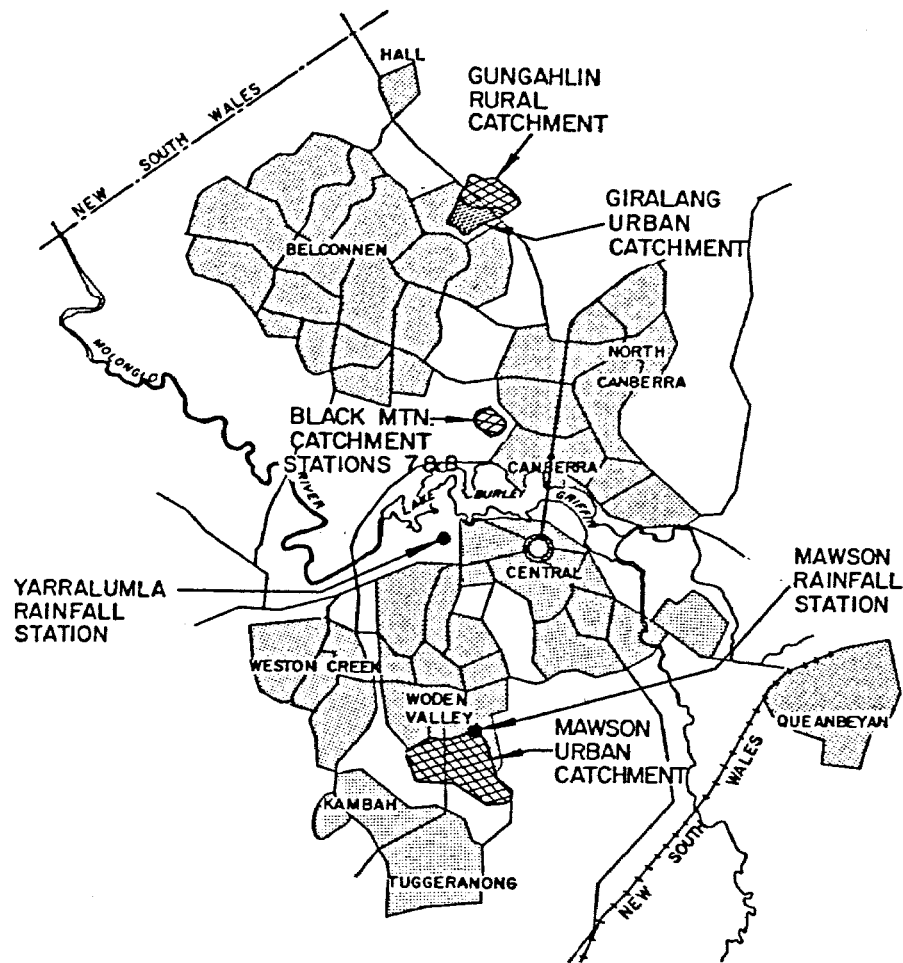 HALL
GUNGAHLIN
RURAL
CATCHMENT
NEW SOUTH WALES
GIRALANG
URBAN
CATCHMENT
BELCONNEN
MOLONGLO
NORTH
CANBERRA
BLACK MTN.
CATCHMENT
STATIONS 7&8
CANBERRA
RIVER
LAKE
BURLEY
GRIFFIN
CENTRAL
MAWSON
RAINFALL
STATION
YARRALUMLA
RAINFALL
STATION
WESTON CREEK
WODEN
VALLEY
MAWSON
URBAN
CATCHMENT
QUEANBEYAN
KAMBAH
TUGGERANONG
NEW SOUTH WALES